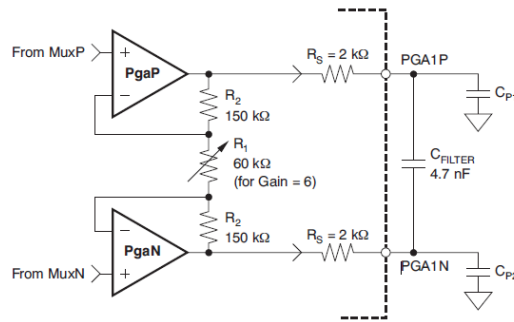 From MuxP
+
PgaP
−
R2
150 kΩ
R1
60 kΩ
(for Gain = 6)
R2
150 kΩ
−
PgaN
+
From MuxN
RS = 2 kΩ
PGA1P
CFILTER
4.7 nF
RS = 2 kΩ
PGA1N
CP2